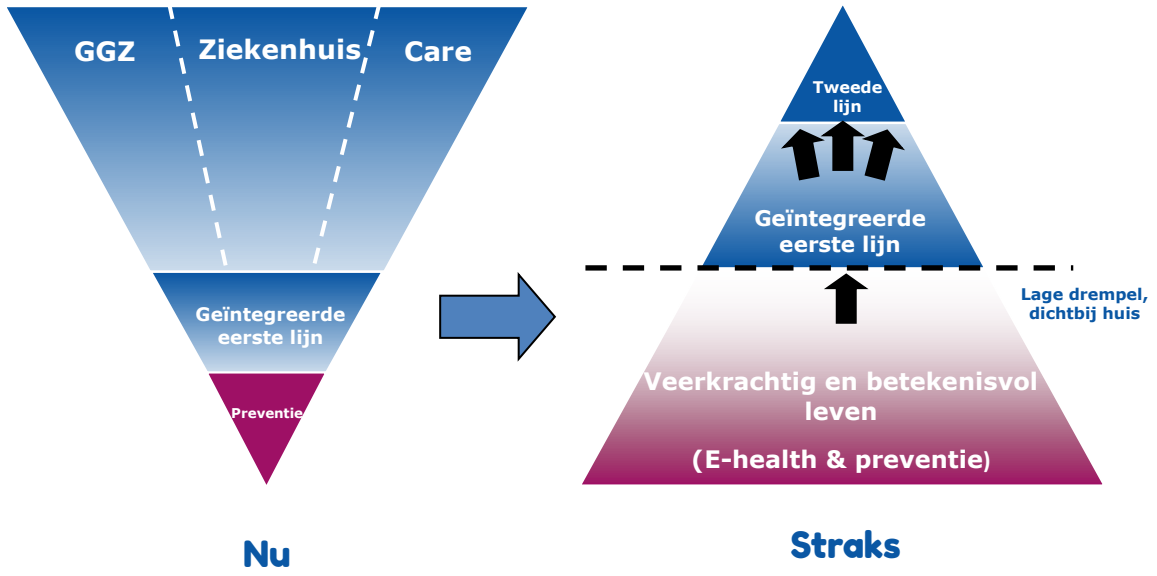 GGZ
Ziekenhuis
Care
Geïntegreerde
eerste lijn
Preventie
Nu
Tweede
lijn
Geïntegreerde
eerste lijn
Lage drempel,
dichtbij huis
Veerkrachtig en betekenisvol
leven
(E-health & preventie)
Straks